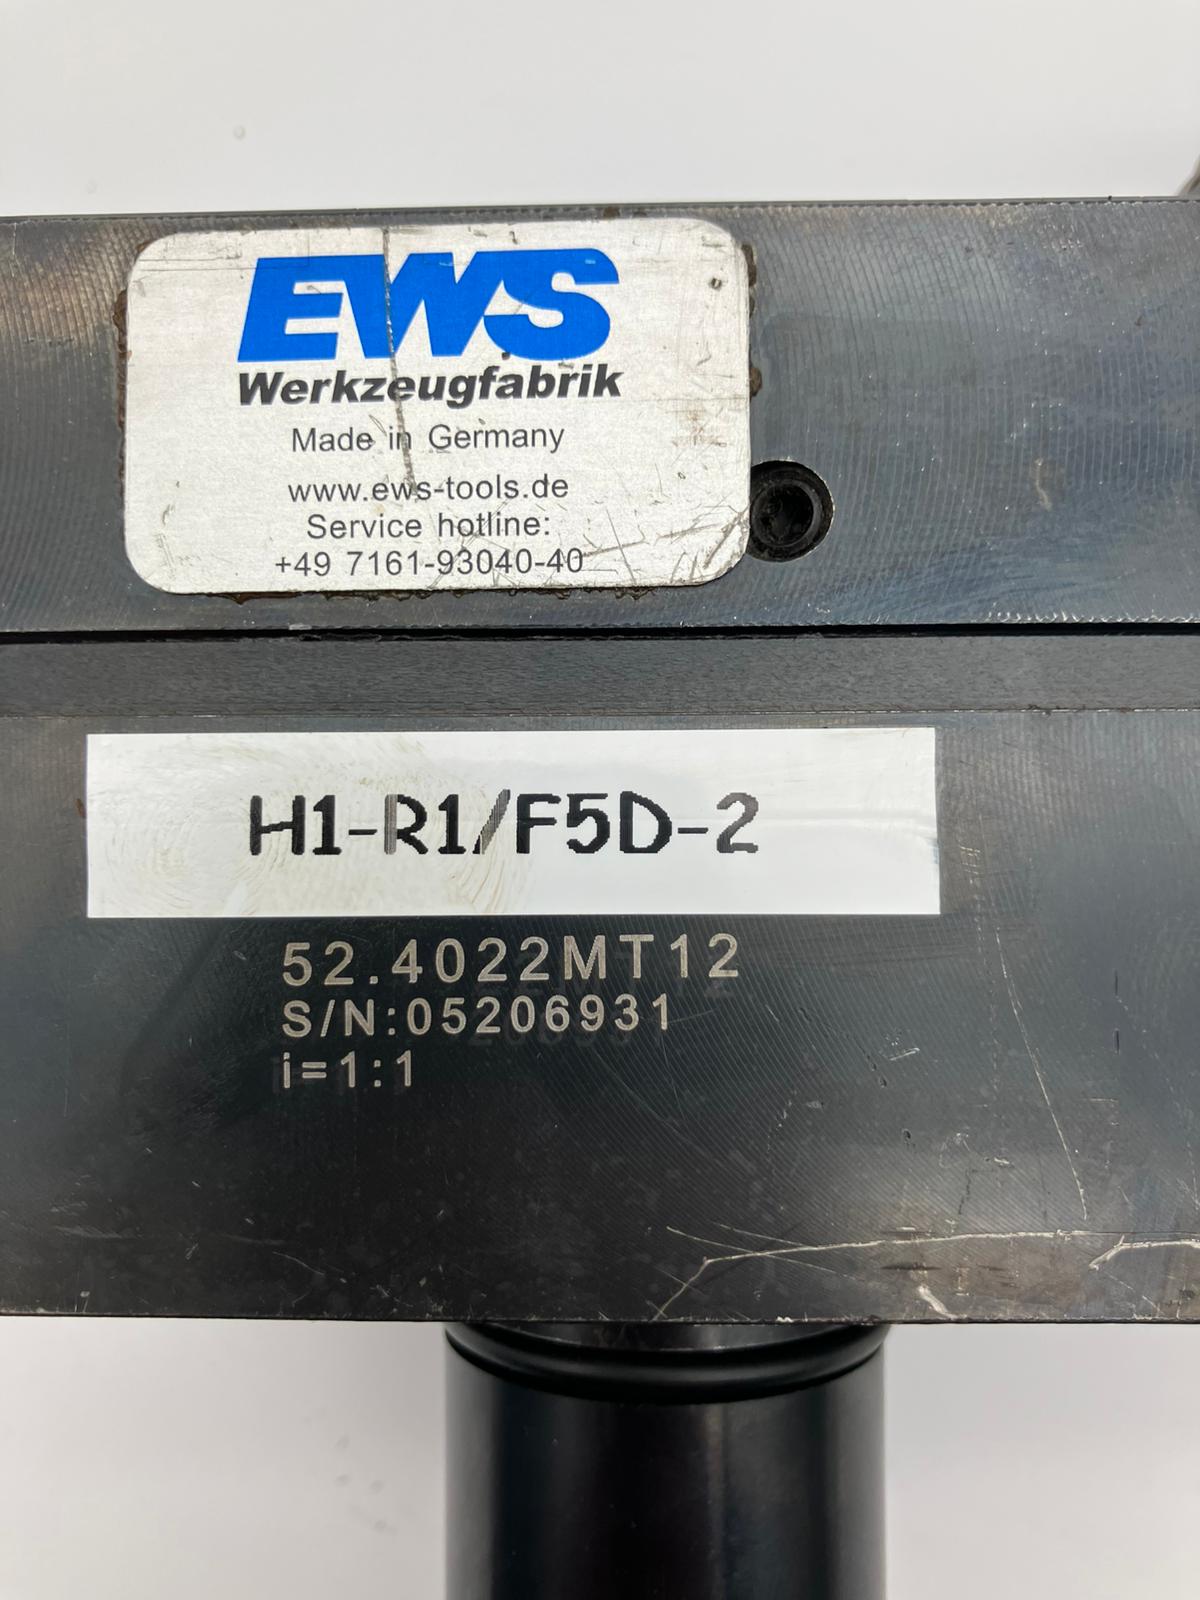 EWS
Werkzeugfabrik
Made in Germany
www.ews-tools.de
Service hotline:
+49 7161-93040-40
H1-R1/F5D-2
52.4022MT12
S/N:05206931
i=1:1